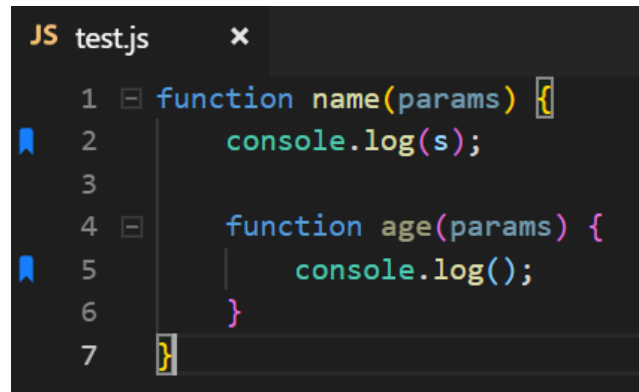 JS test.js ×
1 function name(params) {
2     console.log(s);
3
4     function age(params) {
5         console.log();
6     }
7 }